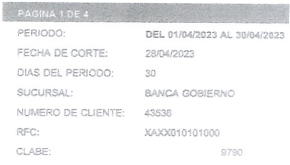 PAGINA 1 DE 4
PERIODO: DEL 01/04/2023 AL 30/04/2023
FECHA DE CORTE: 28/04/2023
DIAS DEL PERIODO: 30
SUCURSAL: BANCA GOBIERNO
NUMERO DE CLIENTE: 43536
RFC: XAXX010101000
CLABE: 9790